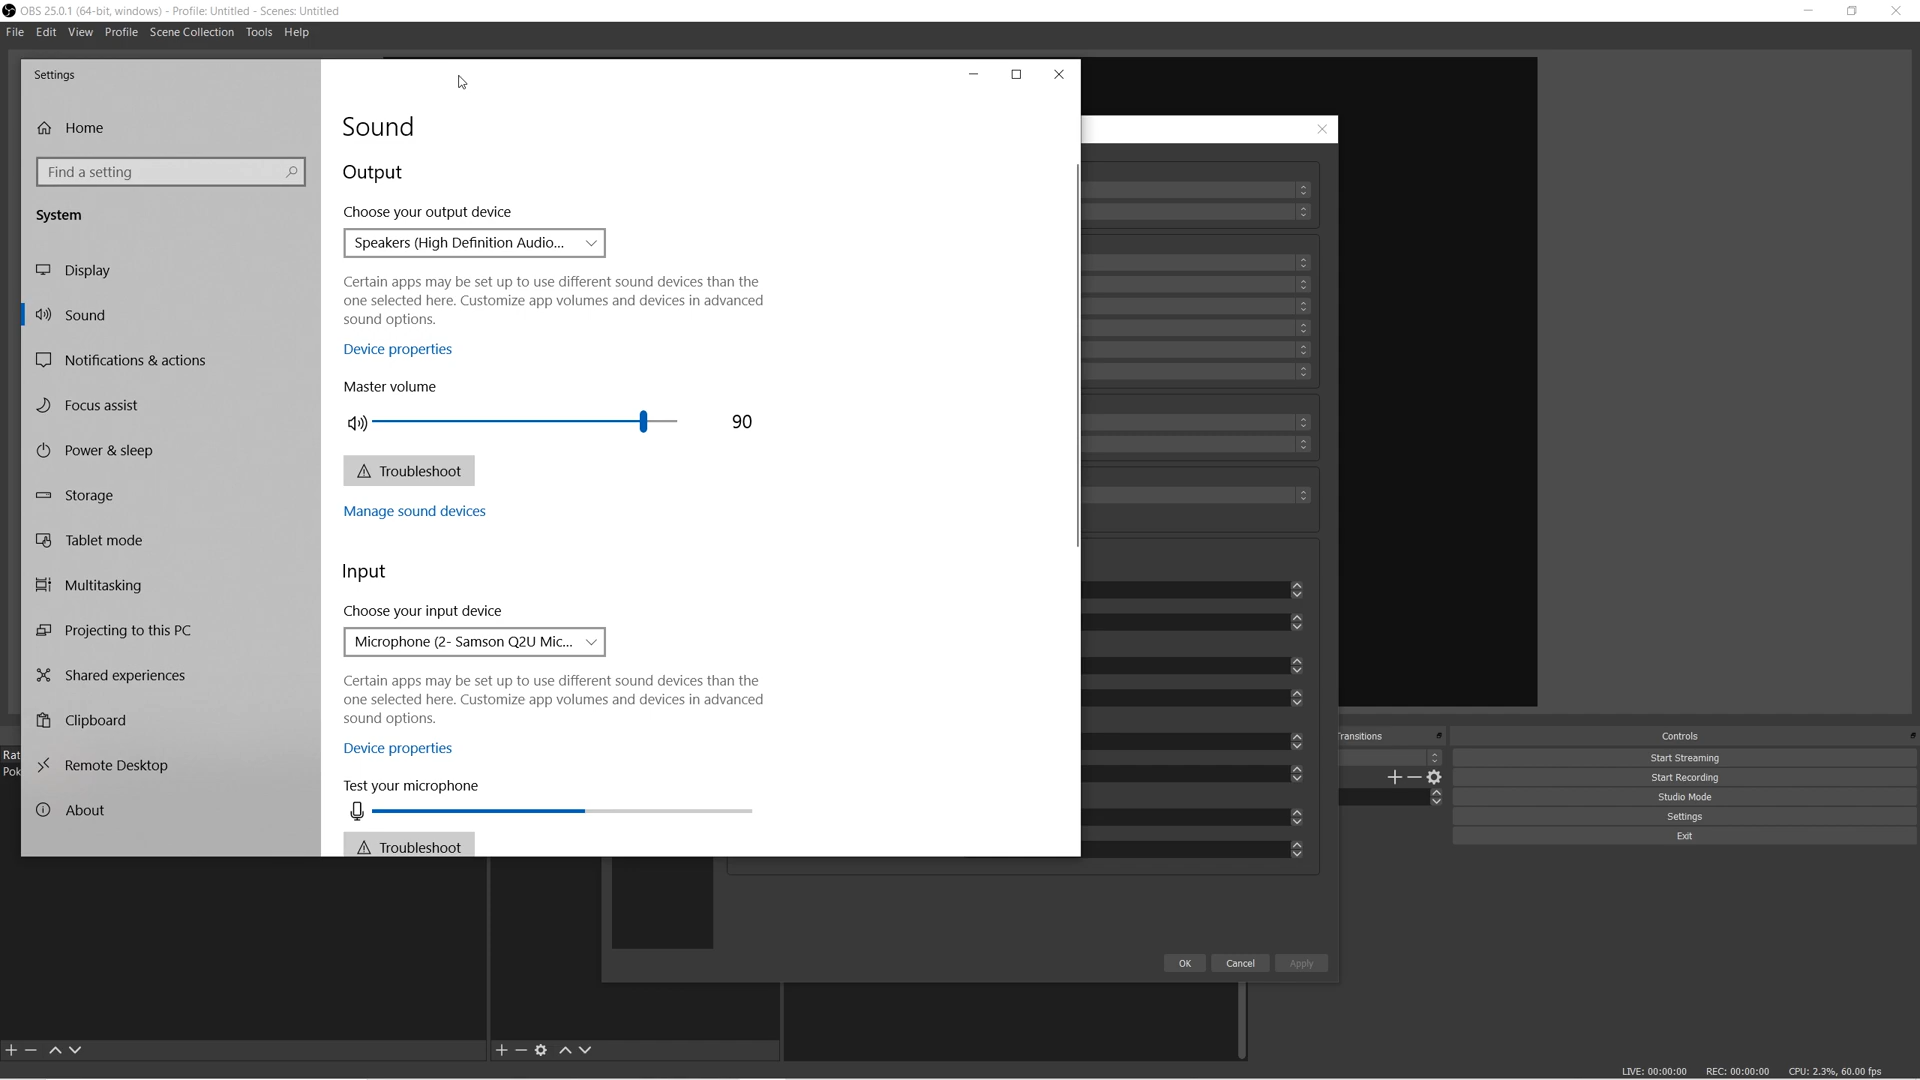 OBS 25.0.1 (64-bit, windows) - Profile: Untitled - Scenes: Untitled
File Edit View Profile Scene Collection Tools Help
Settings
Home
Find a setting
System
Display
Sound
Notifications & actions
Focus assist
Power & sleep
Storage
Tablet mode
Multitasking
Projecting to this PC
Shared experiences
Clipboard
Remote Desktop
About
Sound
Output
Choose your output device
Speakers (High Definition Audio...
Certain apps may be set up to use different sound devices than the
one selected here. Customize app volumes and devices in advanced
sound options.
Device properties
Master volume
90
Troubleshoot
Manage sound devices
Input
Choose your input device
Microphone (2- Samson Q2U Mic...
Certain apps may be set up to use different sound devices than the
one selected here. Customize app volumes and devices in advanced
sound options.
Device properties
Test your microphone
Troubleshoot
Rat
Pok
OK Cancel Apply
ransitions
Controls
Start Streaming
Start Recording
Studio Mode
Settings
Exit
LIVE: 00:00:00 REC: 00:00:00 CPU: 2.3%, 60.00 fps